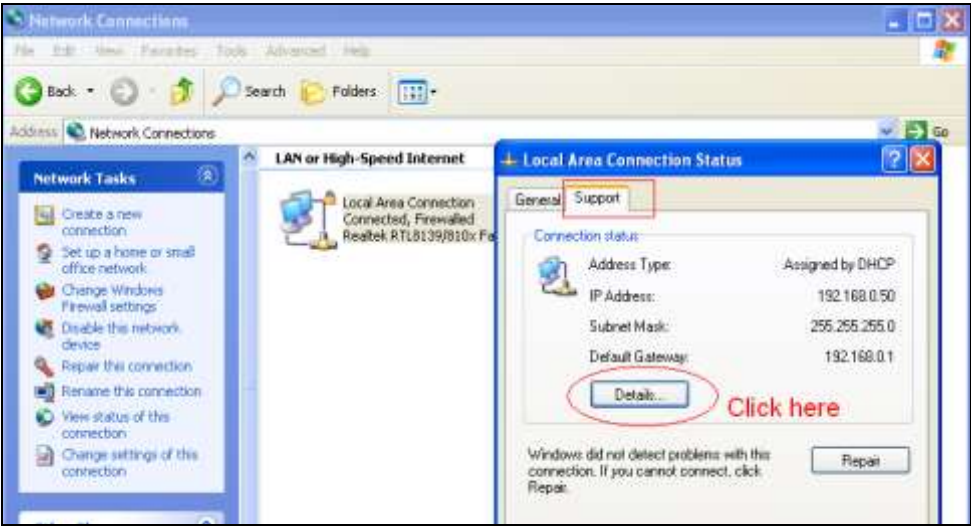 Network Connections
File Edit View Favorites Tools Advanced Help
Back Search Folders
Address Network Connections Go
Network Tasks
Create a new
connection
Set up a home or small
office network
Change Windows
Firewall settings
Disable this network
device
Repair this connection
Rename this connection
View status of this
connection
Change settings of this
connection
LAN or High-Speed Internet
Local Area Connection
Connected, Firewalled
Realtek RTL8139/810x Fa
Local Area Connection Status
General Support
Connection status
Address Type: Assigned by DHCP
IP Address: 192.168.0.50
Subnet Mask: 255.255.255.0
Default Gateway: 192.168.0.1
Details...
Click here
Windows did not detect problems with this
connection. If you cannot connect, click
Repair.
Repair